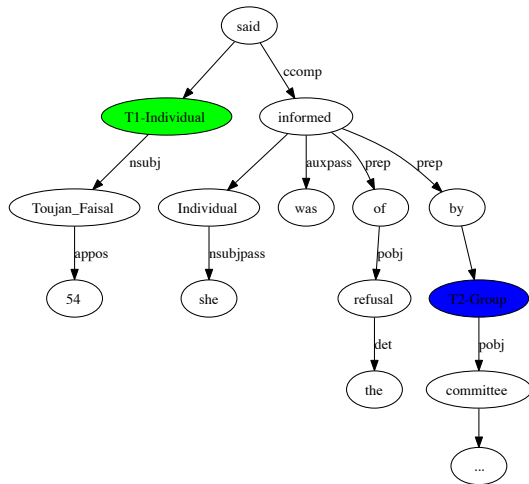 said
ccomp
T1-Individual informed
nsubj auxpass prep prep
Toujan_Faisal Individual was of by
appos nsubjpass pobj
54 she refusal T2-Group
det pobj
the committee
...